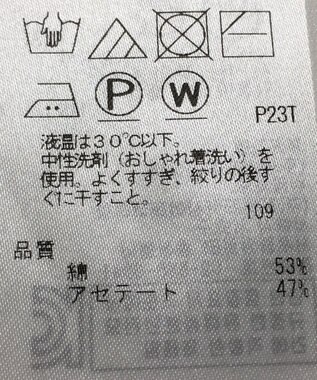 P W
P23T
液温は30℃以下。
中性洗剤（おしゃれ着洗い）を
使用。よくすすぎ、絞りの後す
ぐに干すこと。
109
品質
綿 53%
アセテート 47%